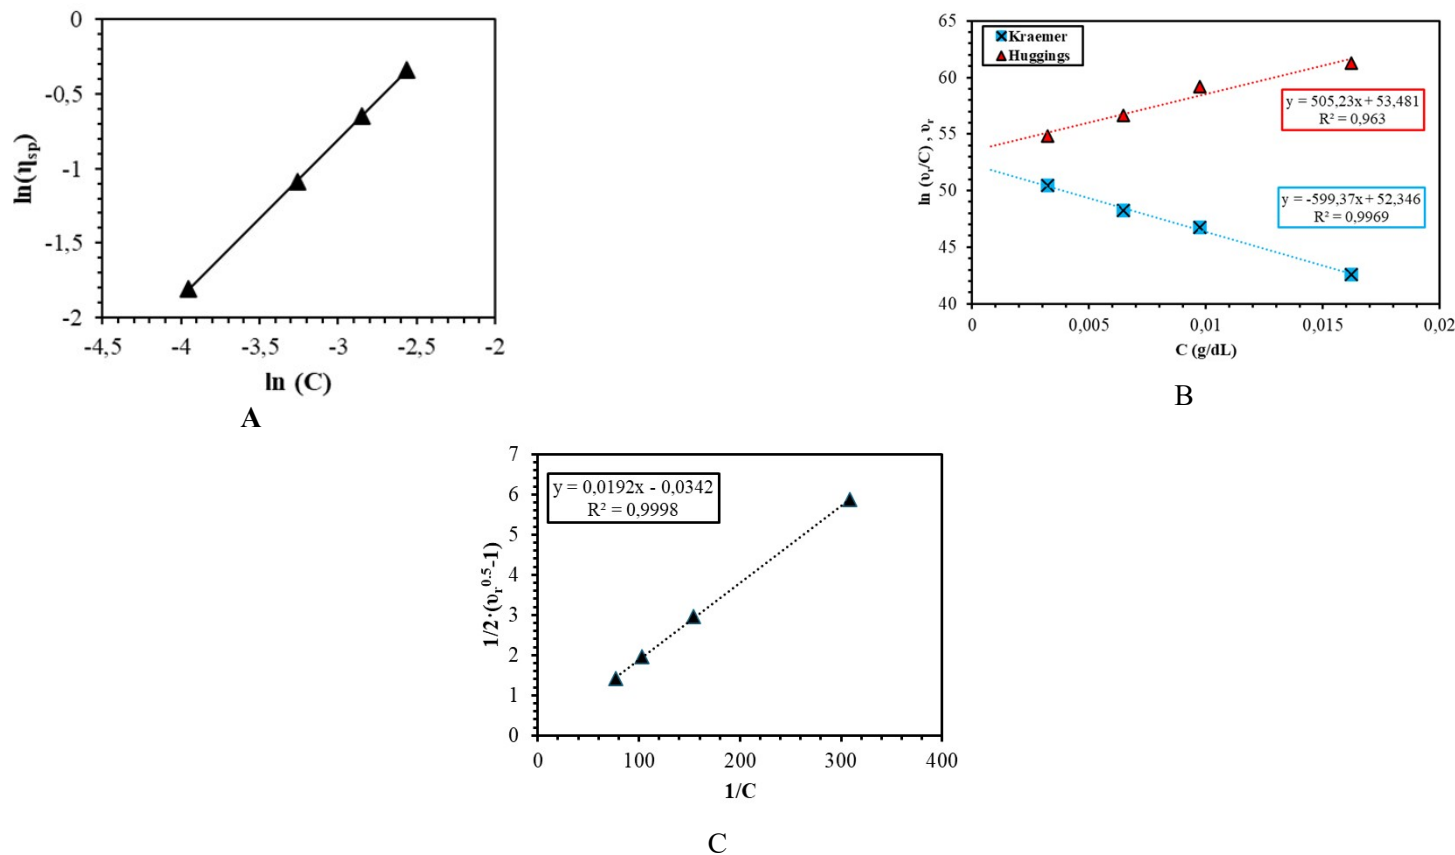 0
-0,5
-1
-1,5
-2
-4,5 -4 -3,5 -3 -2,5 -2
ln(ηsp)
ln (C)
A
65
60
55
50
45
40
0 0,005 0,01 0,015 0,02
ln (υr/C) , υr
C (g/dL)
Kraemer
Huggings
y = 505,23x + 53,481
R² = 0,963
y = -599,37x + 52,346
R² = 0,9969
B
7
6
5
4
3
2
1
0
0 100 200 300 400
1/2·(υr^0.5-1)
1/C
y = 0,0192x - 0,0342
R² = 0,9998
C